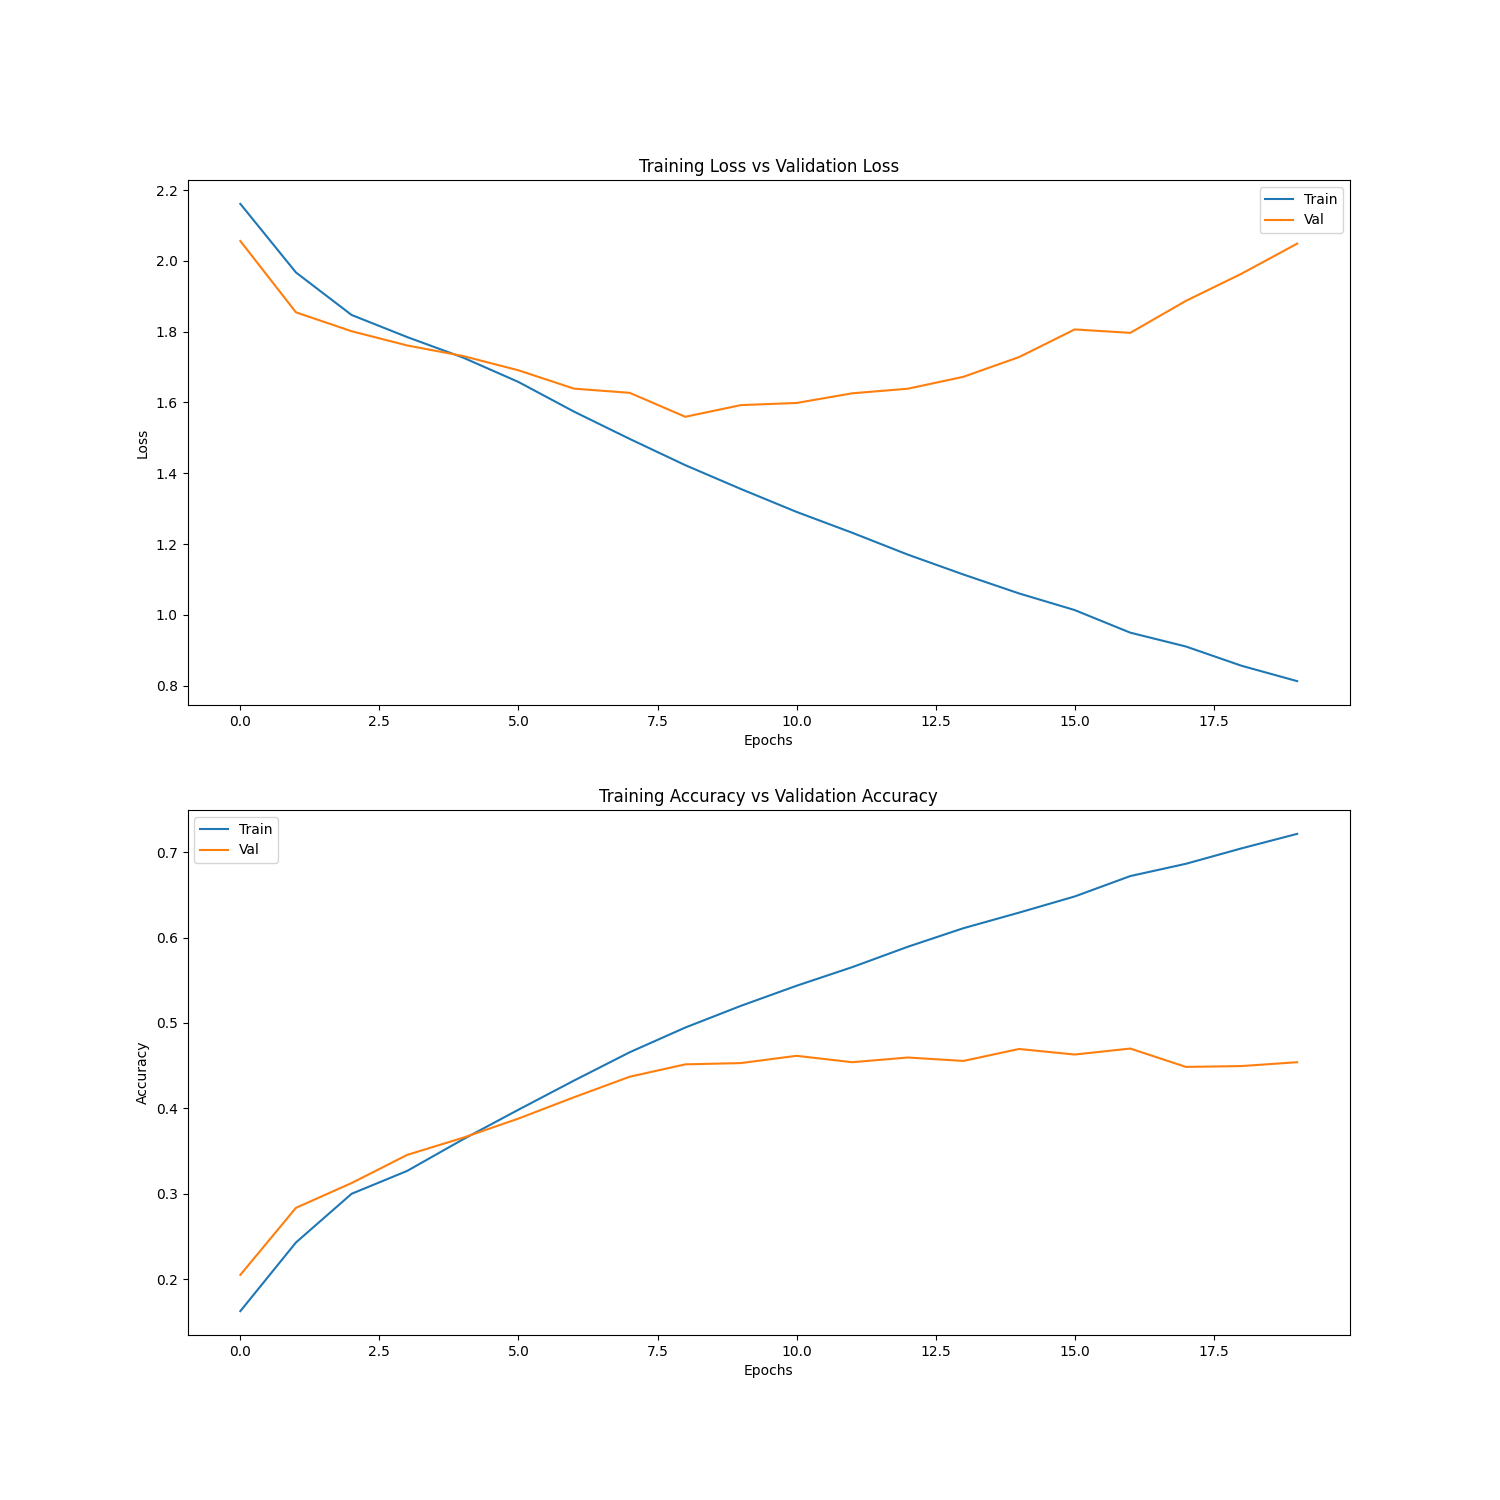 Training Loss vs Validation Loss
2.2
2.0
1.8
1.6
1.4
1.2
1.0
0.8
Loss
Train
Val
0.0 2.5 5.0 7.5 10.0 12.5 15.0 17.5
Epochs
Training Accuracy vs Validation Accuracy
Train
Val
0.7
0.6
0.5
0.4
0.3
0.2
Accuracy
0.0 2.5 5.0 7.5 10.0 12.5 15.0 17.5
Epochs